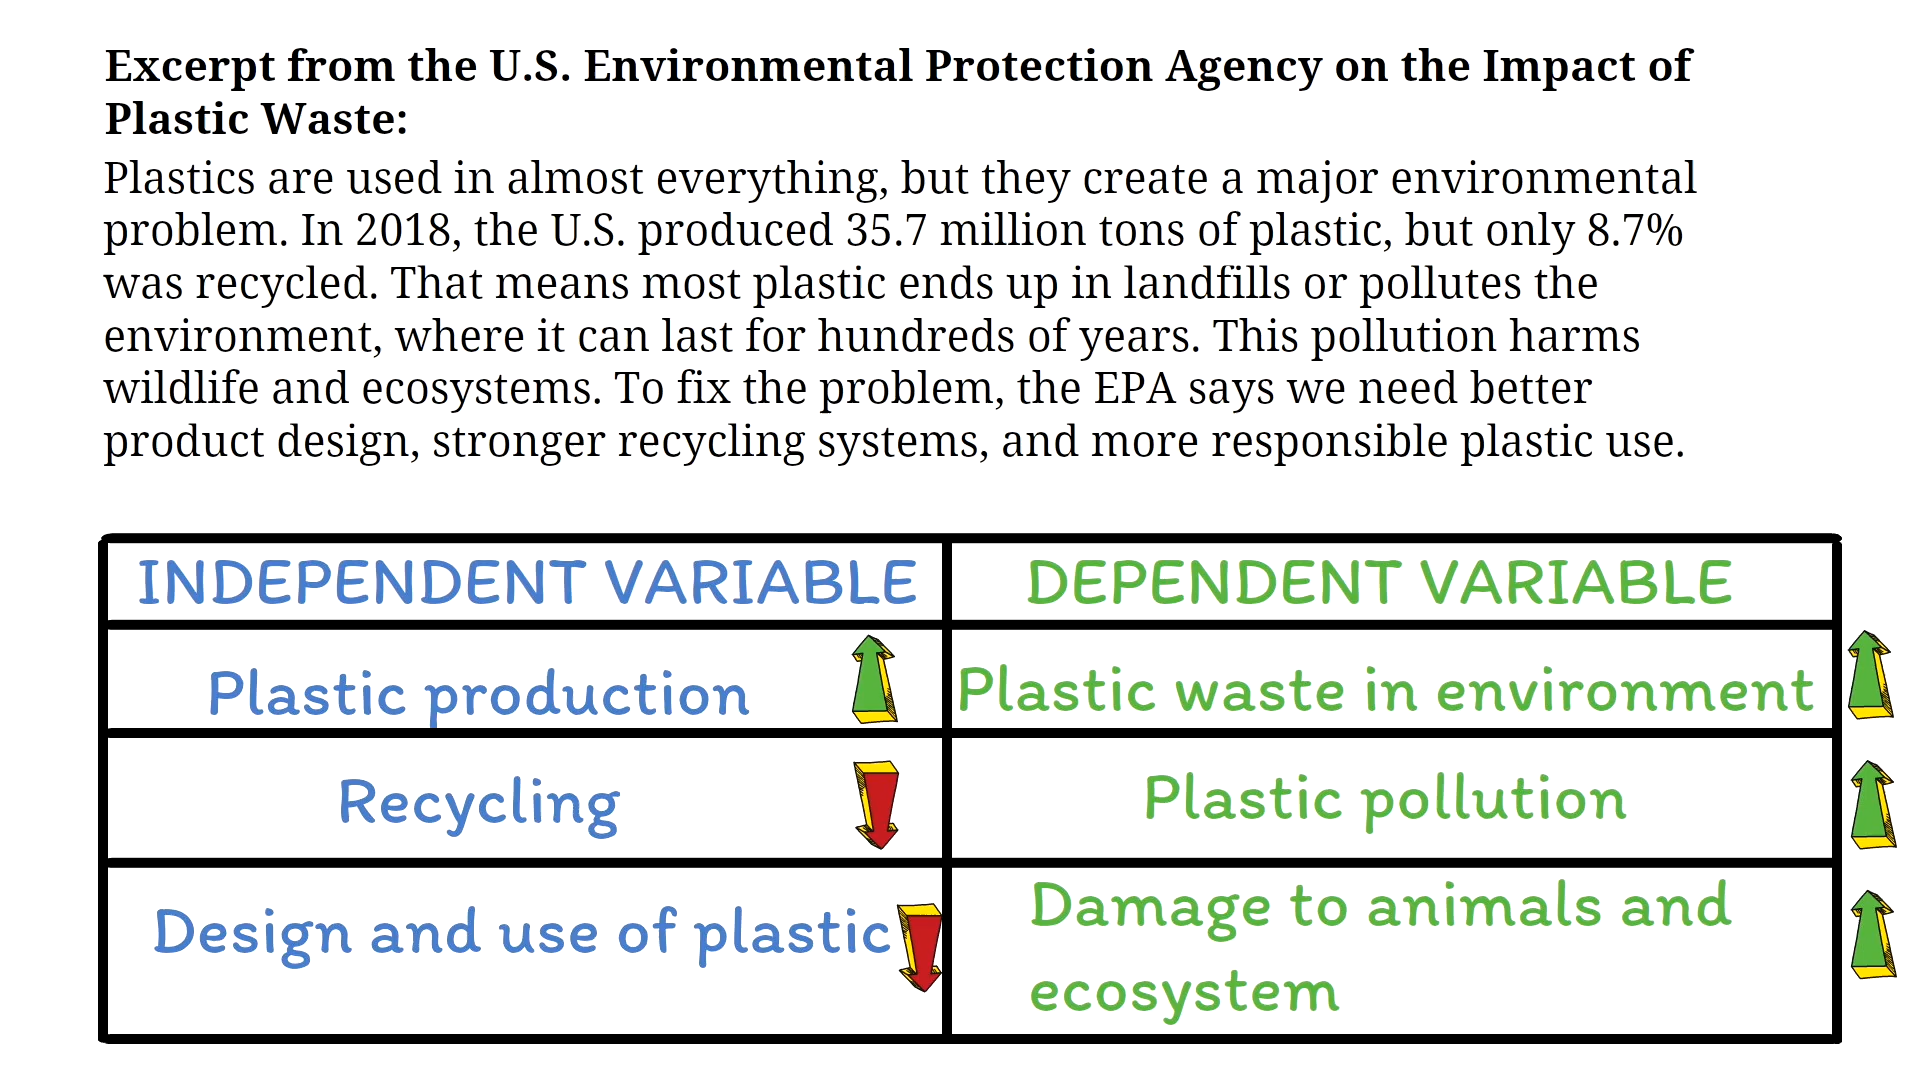 Excerpt from the U.S. Environmental Protection Agency on the Impact of
Plastic Waste:
Plastics are used in almost everything, but they create a major environmental
problem. In 2018, the U.S. produced 35.7 million tons of plastic, but only 8.7%
was recycled. That means most plastic ends up in landfills or pollutes the
environment, where it can last for hundreds of years. This pollution harms
wildlife and ecosystems. To fix the problem, the EPA says we need better
product design, stronger recycling systems, and more responsible plastic use.
INDEPENDENT VARIABLE
DEPENDENT VARIABLE
Plastic production
Plastic waste in environment
Recycling
Plastic pollution
Design and use of plastic
Damage to animals and
ecosystem